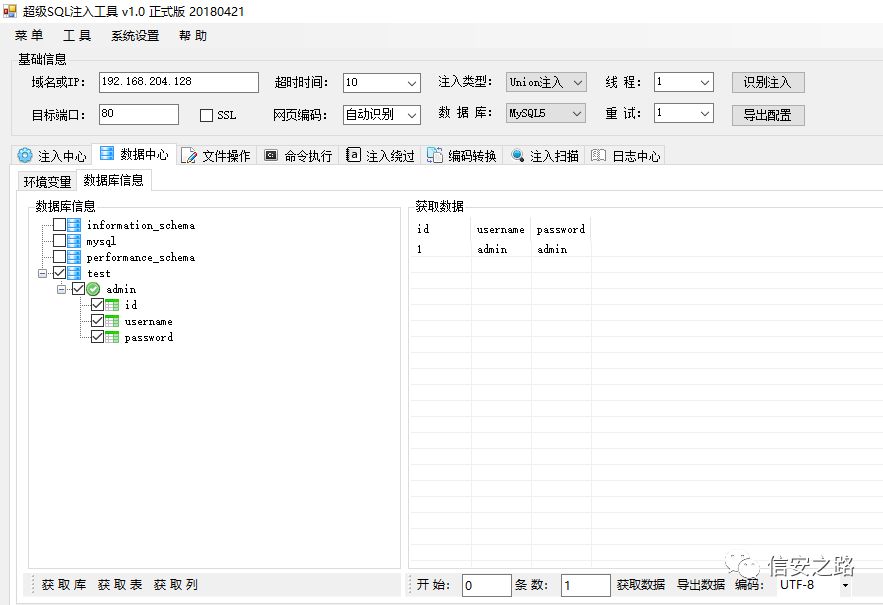 超级SQL注入工具 v1.0 正式版 20180421
菜 单 工 具 系统设置 帮 助
基础信息
域名或IP: 192.168.204.128 超时时间: 10 注入类型: Union注入 线 程: 1 识别注入
目标端口: 80 SSL 网页编码: 自动识别 数 据 库: MySQL5 重 试: 1 导出配置
注入中心 数据中心 文件操作 命令执行 注入绕过 编码转换 注入扫描 日志中心
环境变量 数据库信息
数据库信息 获取数据
information_schema id username password
mysql 1 admin admin
performance_schema
test
admin
id
username
password
信安之路
获 取 库 获 取 表 获 取 列 开 始: 0 条 数: 1 获取数据 导出数据 编码: UTF-8